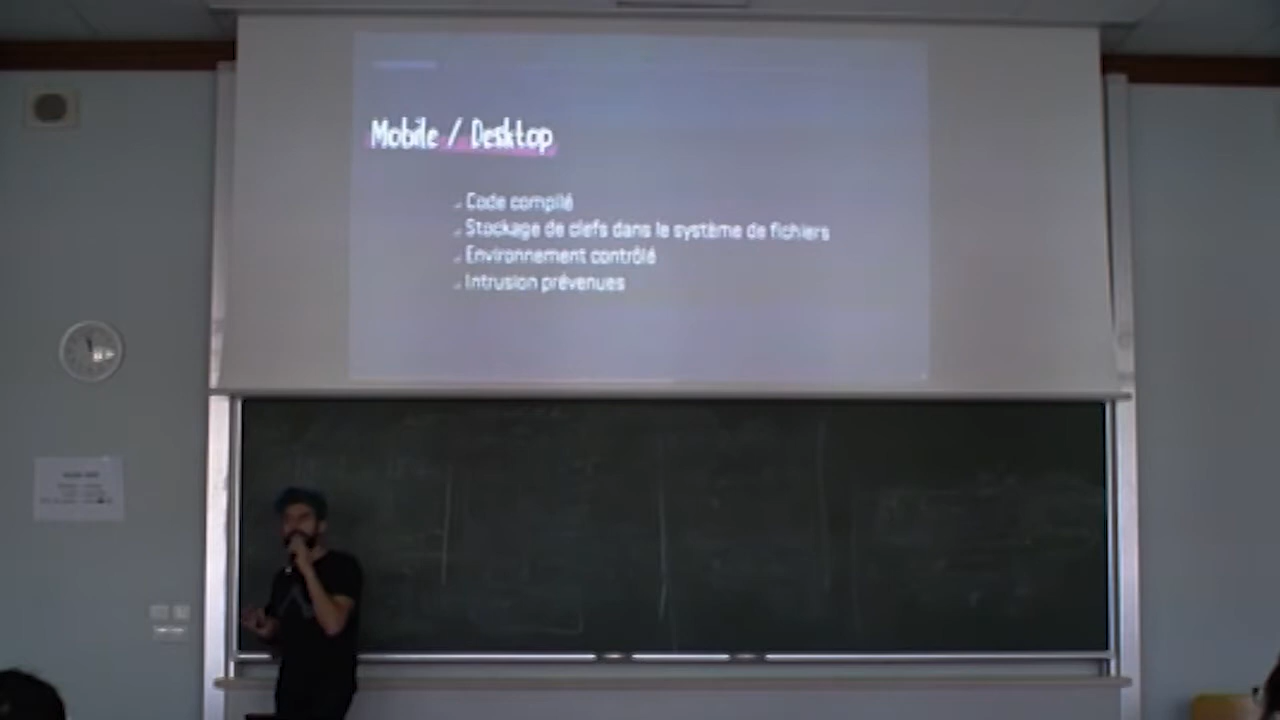 Mobile / Desktop
Code compilé
Stockage de clefs dans le système de fichiers
Environnement contrôlé
Intrusion prévenues